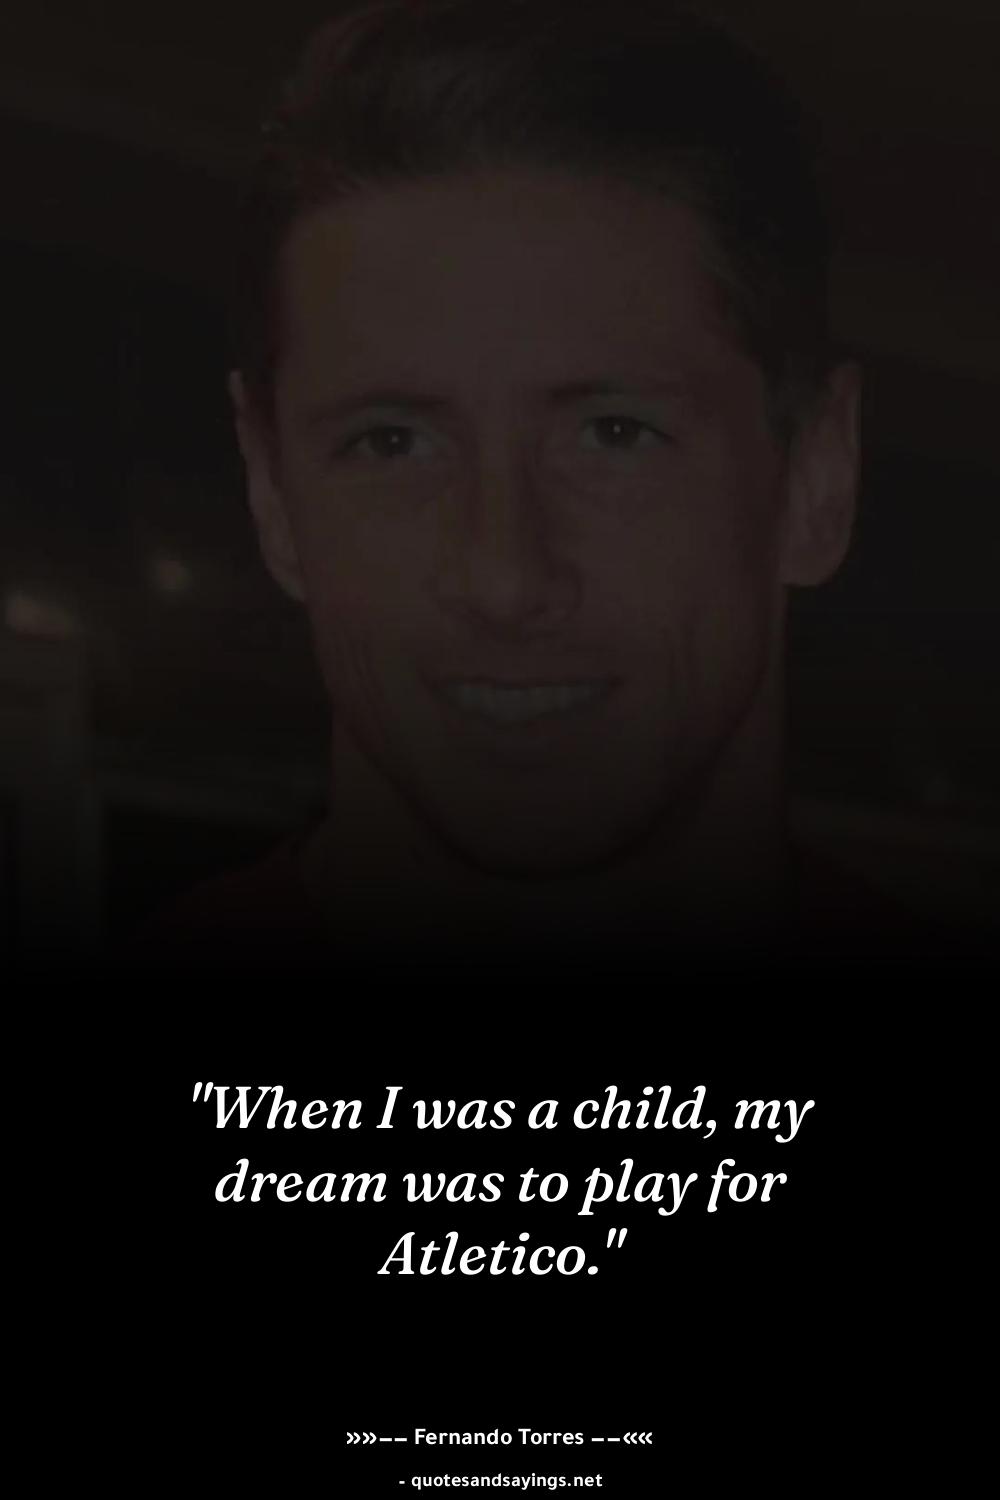 "When I was a child, my
dream was to play for
Atletico."
»»−− Fernando Torres −−««
- quotesandsayings.net